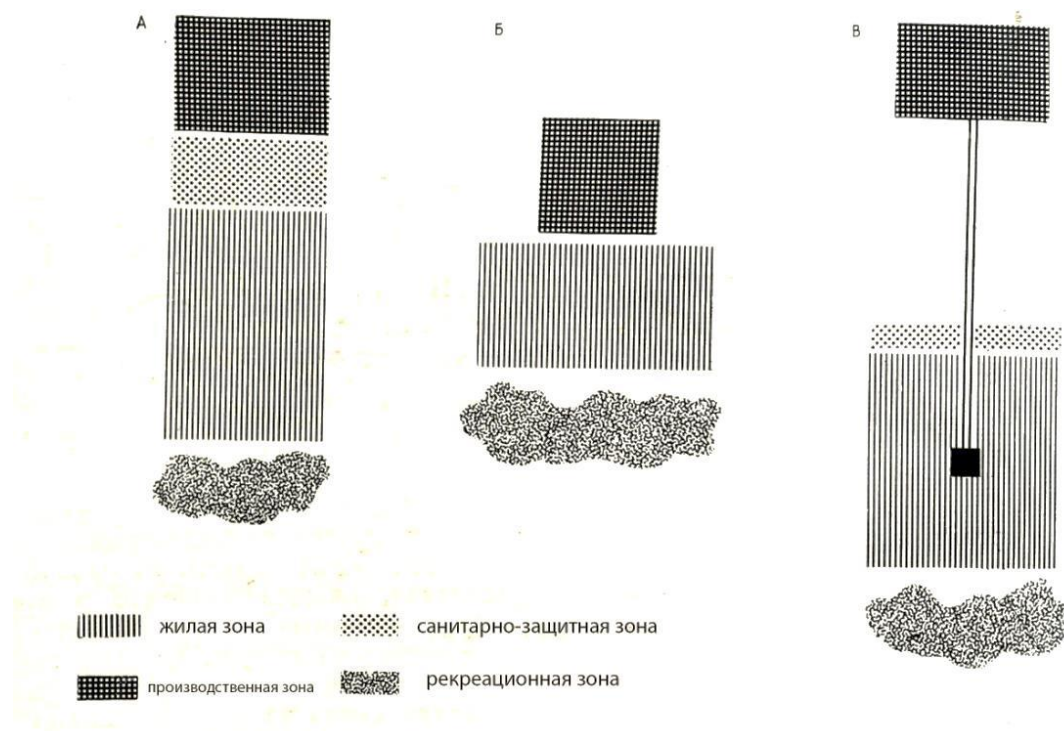 А
Б
В
жилая зона
санитарно-защитная зона
производственная зона
рекреационная зона